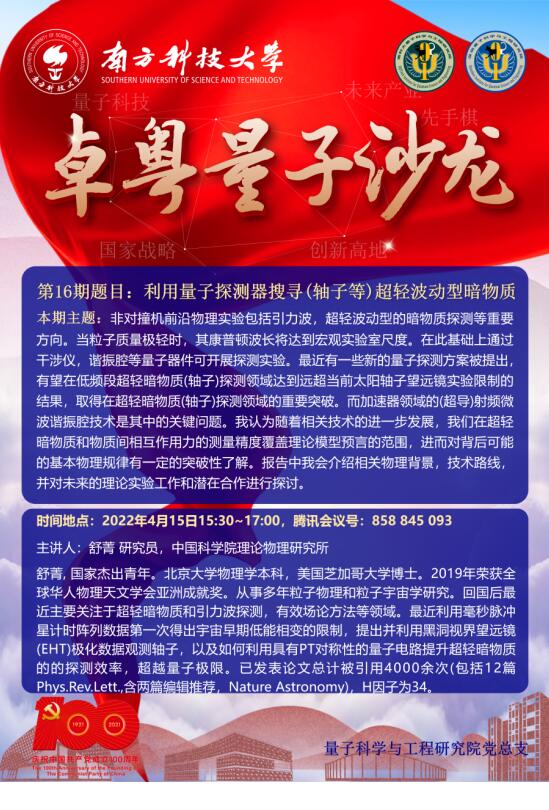 南方科技大学
SOUTHERN UNIVERSITY OF SCIENCE AND TECHNOLOGY
量子科技
未来产业
先手棋
卓粤量子沙龙
国家战略
创新高地
第16期题目：利用量子探测器搜寻(轴子等)超轻波动型暗物质
本期主题：非对撞机前沿物理实验包括引力波，超轻波动型的暗物质探测等重要
方向。当粒子质量极轻时，其康普顿波长将达到宏观实验室尺度。在此基础上通过
干涉仪，谐振腔等量子器件可开展探测实验。最近有一些新的量子探测方案被提出，
有望在低频段超轻暗物质(轴子)探测领域达到远超当前太阳轴子望远镜实验限制的
结果，取得在超轻暗物质(轴子)探测领域的重要突破。而加速器领域的(超导)射频微
波谐振腔技术是其中的关键问题。我认为随着相关技术的进一步发展，我们在超轻
暗物质和物质间相互作用力的测量精度覆盖理论模型预言的范围，进而对背后可能
的基本物理规律有一定的突破性了解。报告中我会介绍相关物理背景，技术路线，
并对未来的理论实验工作和潜在合作进行探讨。
时间地点：2022年4月15日15:30~17:00，腾讯会议号：858 845 093
主讲人：舒菁 研究员，中国科学院理论物理研究所
舒菁, 国家杰出青年。北京大学物理学本科，美国芝加哥大学博士。2019年荣获全
球华人物理天文学会亚洲成就奖。从事多年粒子物理和粒子宇宙学研究。回国后最
近主要关注于超轻暗物质和引力波探测，有效场论方法等领域。最近利用毫秒脉冲
星计时阵列数据第一次得出宇宙早期低能相变的限制，提出并利用黑洞视界望远镜
(EHT)极化数据观测轴子，以及如何利用具有PT对称性的量子电路提升超轻暗物质
的的探测效率，超越量子极限。已发表论文总计被引用4000余次(包括12篇
Phys.Rev.Lett.,含两篇编辑推荐，Nature Astronomy)，H因子为34。
100
1921
2021
庆祝中国共产党成立100周年
The 100th Anniversary of the Founding of
The Communist Party of China
量子科学与工程研究院党总支